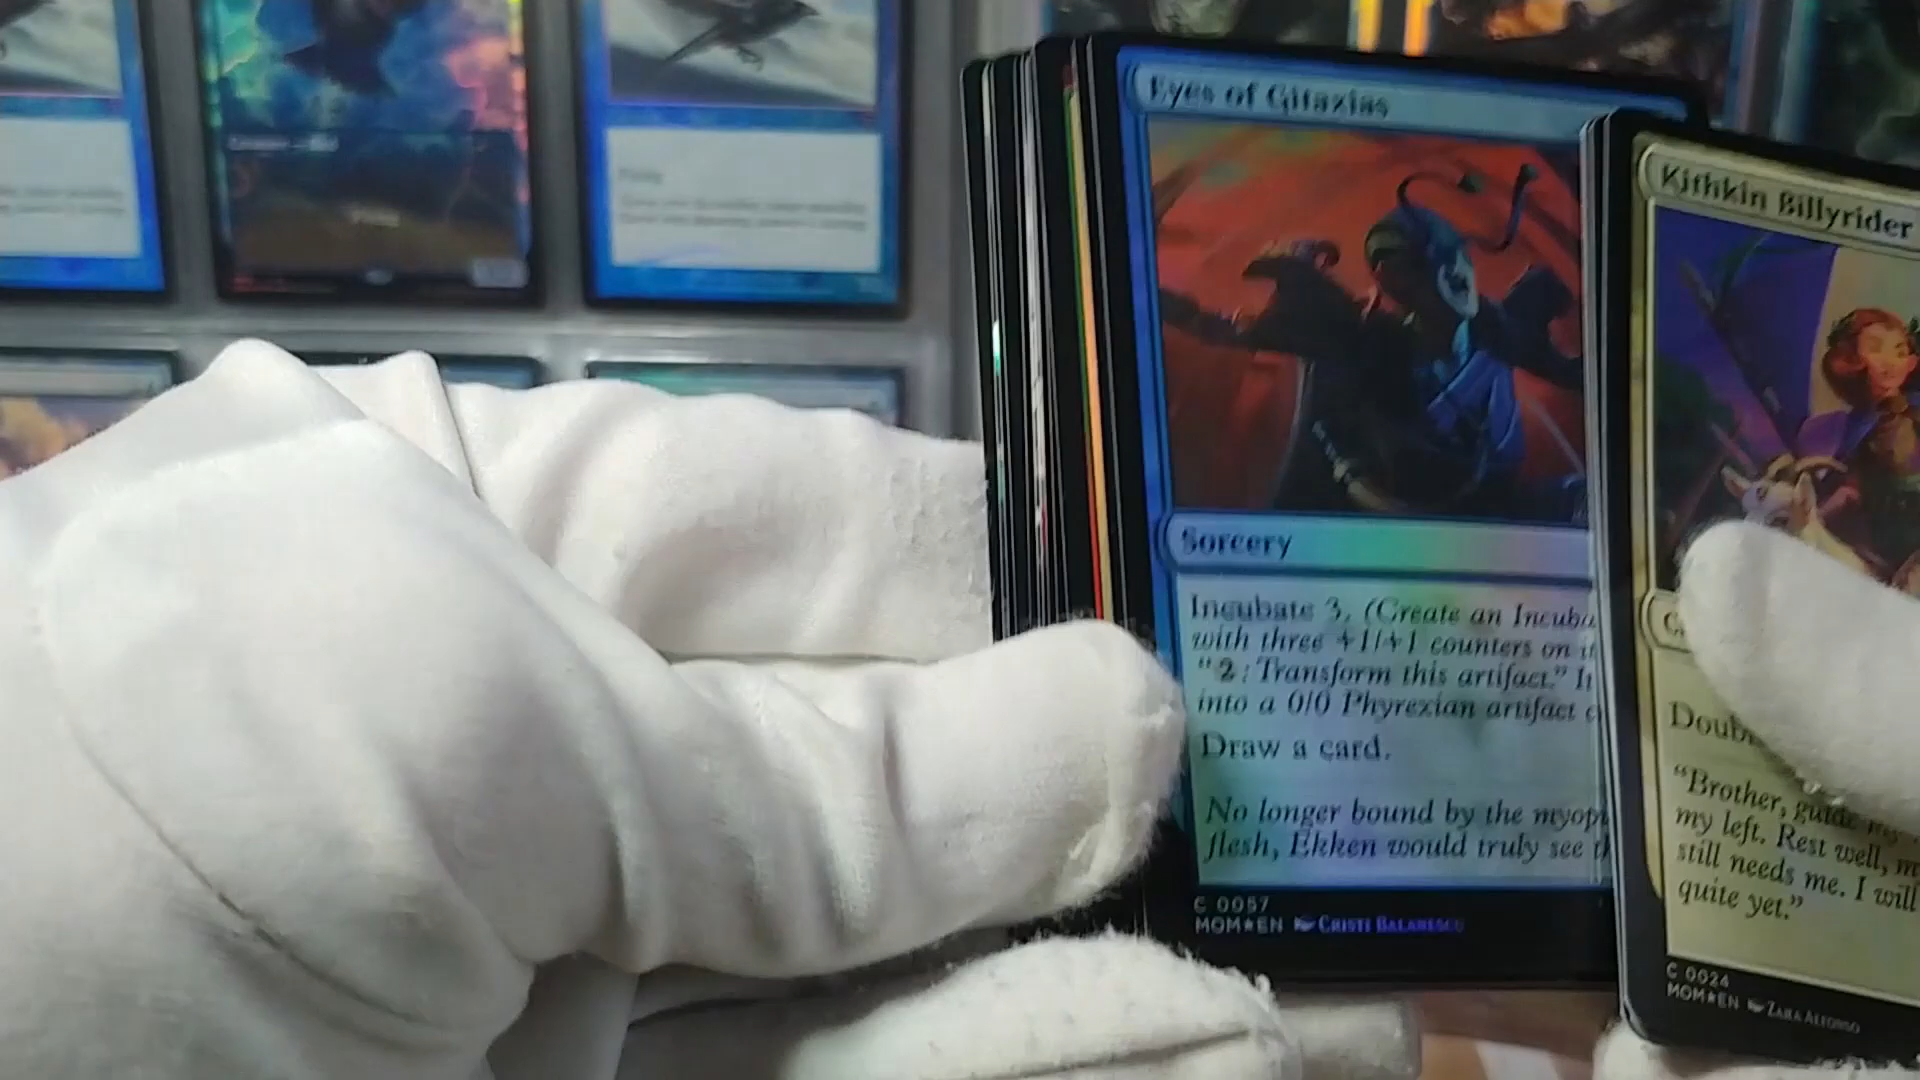 Eyes of Gitaxias
Sorcery
Incubate 3. (Create an Incuba
with three +1/+1 counters on it
"2: Transform this artifact." It
into a 0/0 Phyrexian artifact c
Draw a card.
No longer bound by the myop
flesh, Ekken would truly see t
C 0057
MOM★EN Cristi Balanescu
Kithkin Billyrider
Doub
"Brother, guide my
my left. Rest well, m
still needs me. I will
quite yet."
C 0024
MOM★EN Zara Alfonso